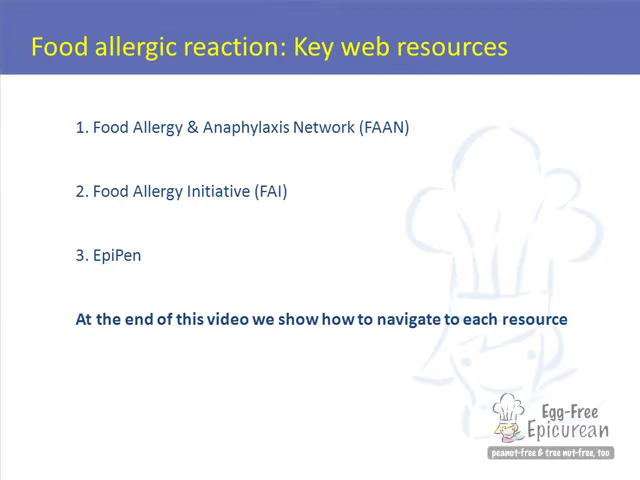 Food allergic reaction: Key web resources
1. Food Allergy & Anaphylaxis Network (FAAN)
2. Food Allergy Initiative (FAI)
3. EpiPen
At the end of this video we show how to navigate to each resource
Egg-Free
Epicurean
peanut-free & tree nut-free, too